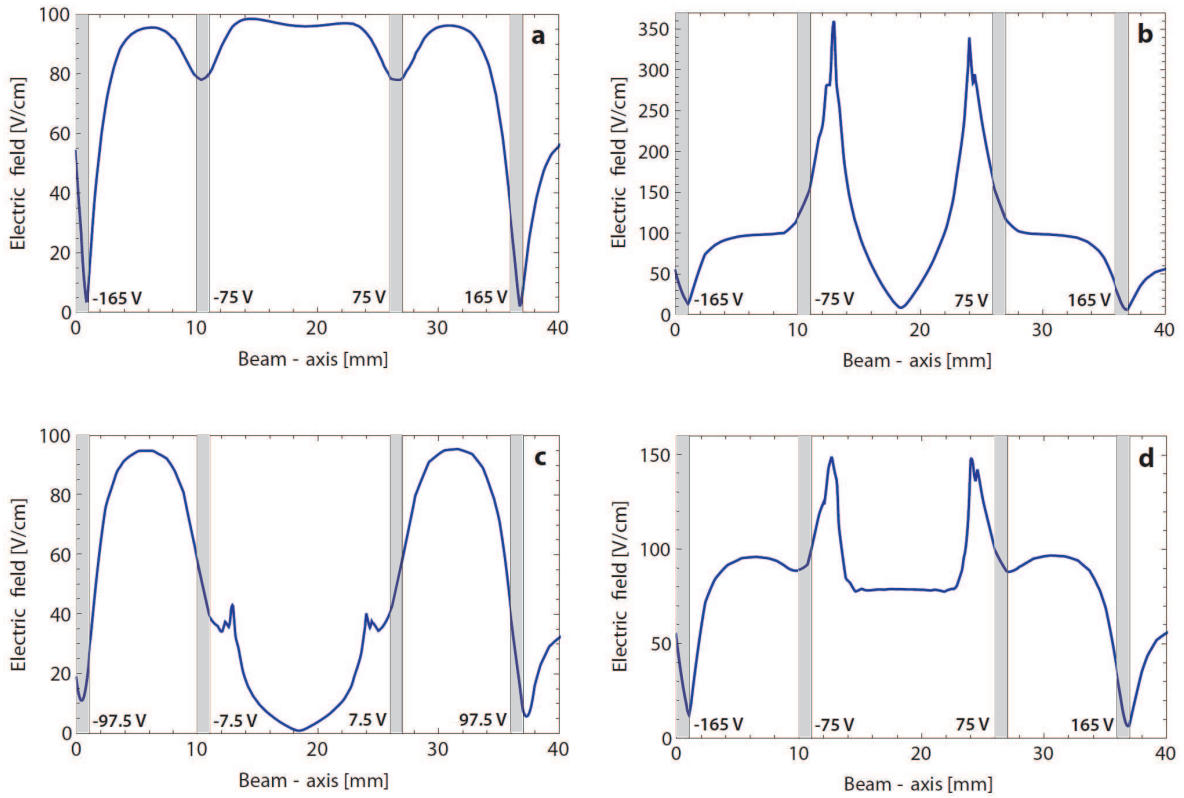 a
Electric field [V/cm]
100
80
60
40
20
0
-165 V
-75 V
75 V
165 V
0
10
20
30
40
Beam - axis [mm]
b
Electric field [V/cm]
350
300
250
200
150
100
50
0
-165 V
-75 V
75 V
165 V
0
10
20
30
40
Beam - axis [mm]
c
Electric field [V/cm]
100
80
60
40
20
0
-97.5 V
-7.5 V
7.5 V
97.5 V
0
10
20
30
40
Beam - axis [mm]
d
Electric field [V/cm]
150
100
50
0
-165 V
-75 V
75 V
165 V
0
10
20
30
40
Beam - axis [mm]